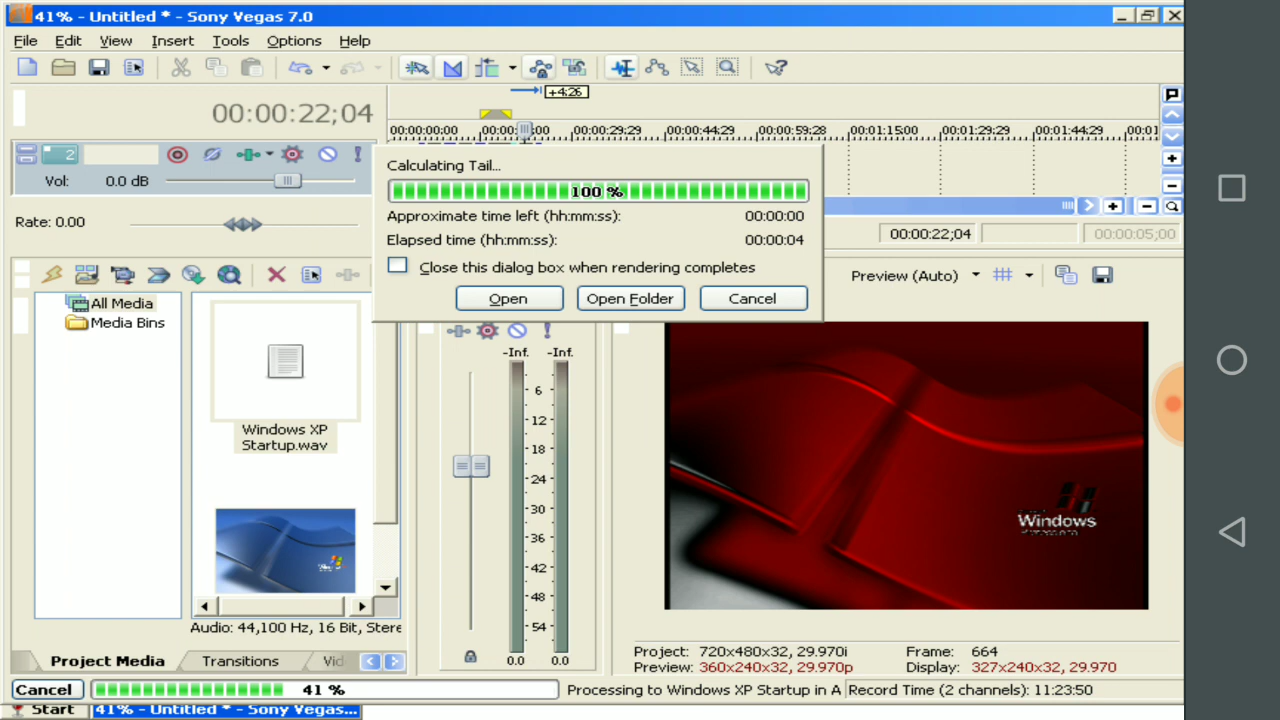 41% - Untitled * - Sony Vegas 7.0
File Edit View Insert Tools Options Help
+4:26
00:00:22;04
00:00:00;00 00:00:29;29 00:00:44;29 00:00:59;28 00:01:15;00 00:01:29;29 00:01:44;29
2
Vol: 0.0 dB
Rate: 0.00
Calculating Tail...
100 %
Approximate time left (hh:mm:ss): 00:00:00
Elapsed time (hh:mm:ss): 00:00:04
Close this dialog box when rendering completes
Open Open Folder Cancel
00:00:22;04 00:00:05;00
Preview (Auto)
All Media
Media Bins
Windows XP
Startup.wav
Audio: 44,100 Hz, 16 Bit, Stere
-Inf. -Inf.
6
12
18
24
30
36
42
48
54
0.0 0.0
Windows
Project: 720x480x32, 29.970i Frame: 664
Preview: 360x240x32, 29.970p Display: 327x240x32, 29.970
Project Media Transitions Vid
Cancel 41 % Processing to Windows XP Startup in A Record Time (2 channels): 11:23:50
Start 41% - Untitled * - Sony Vegas...